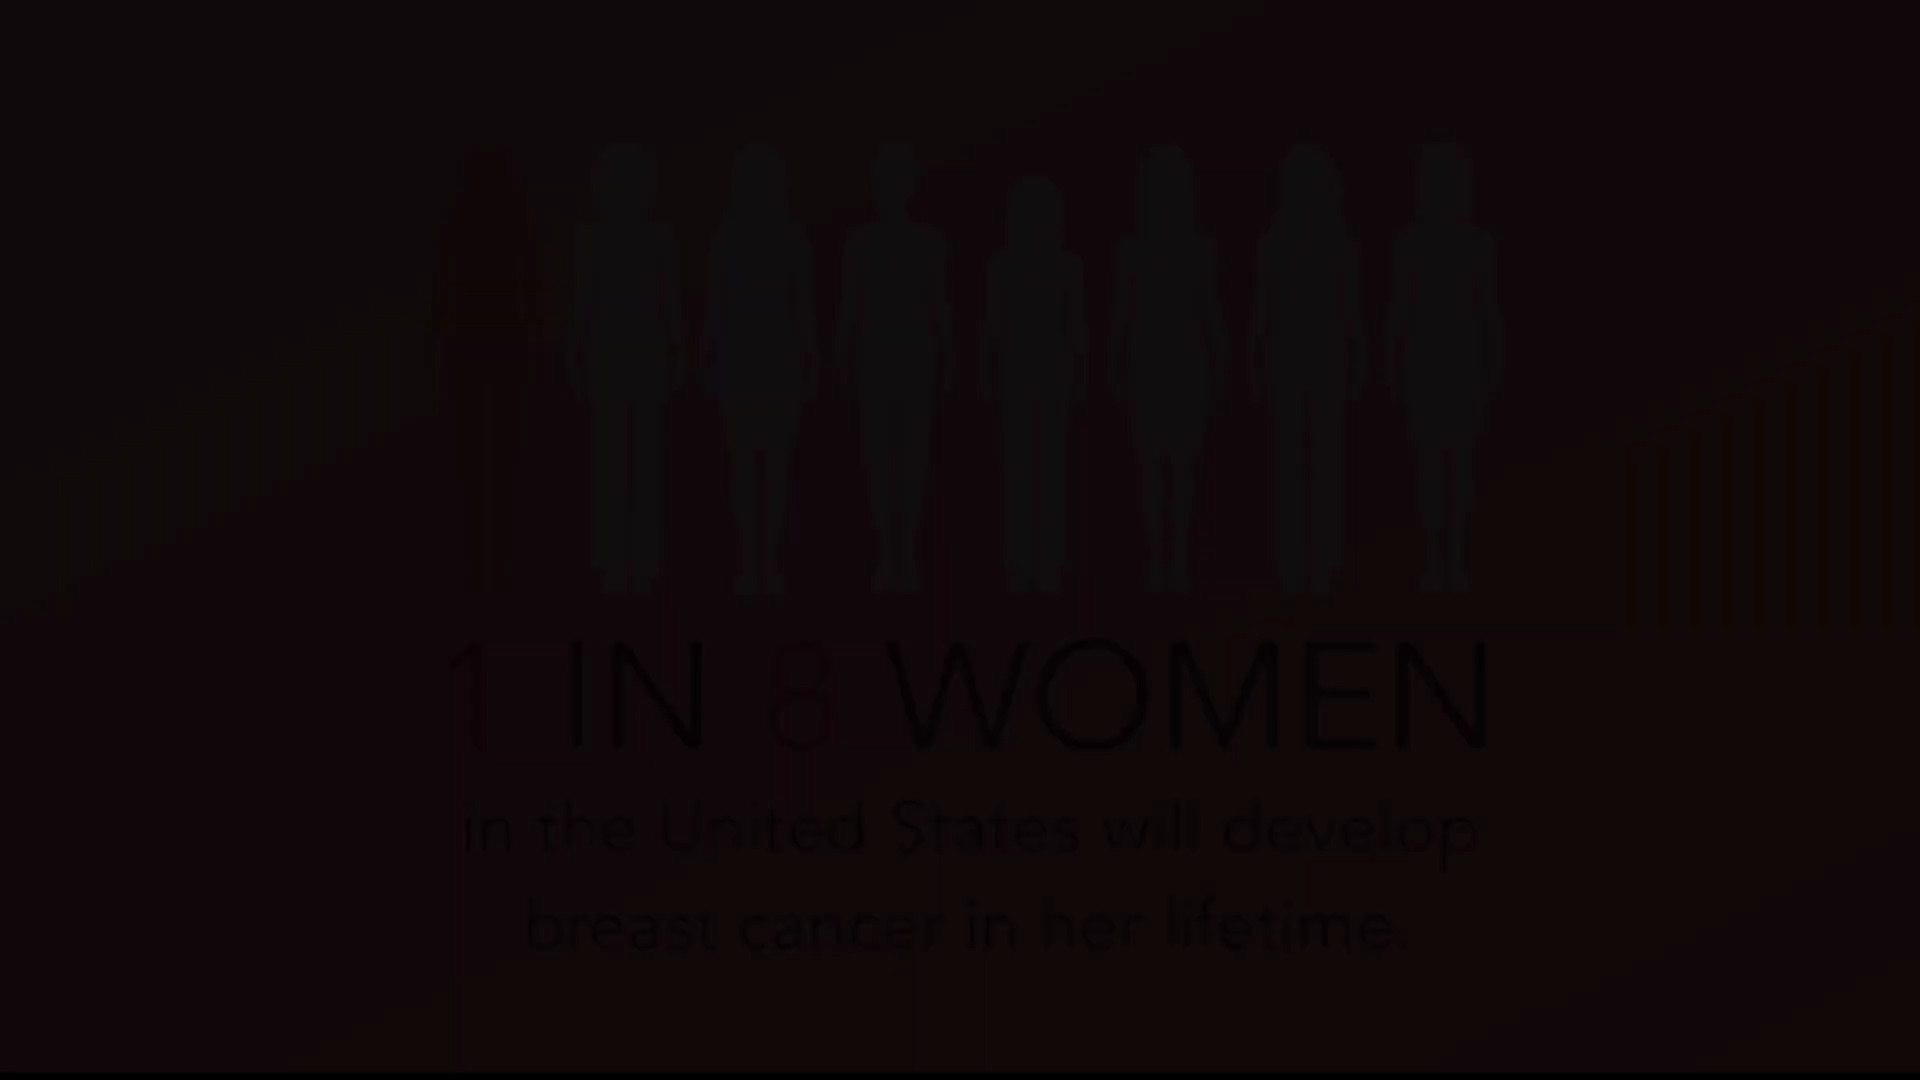 1 IN 8 WOMEN
in the United States will develop
breast cancer in her lifetime.